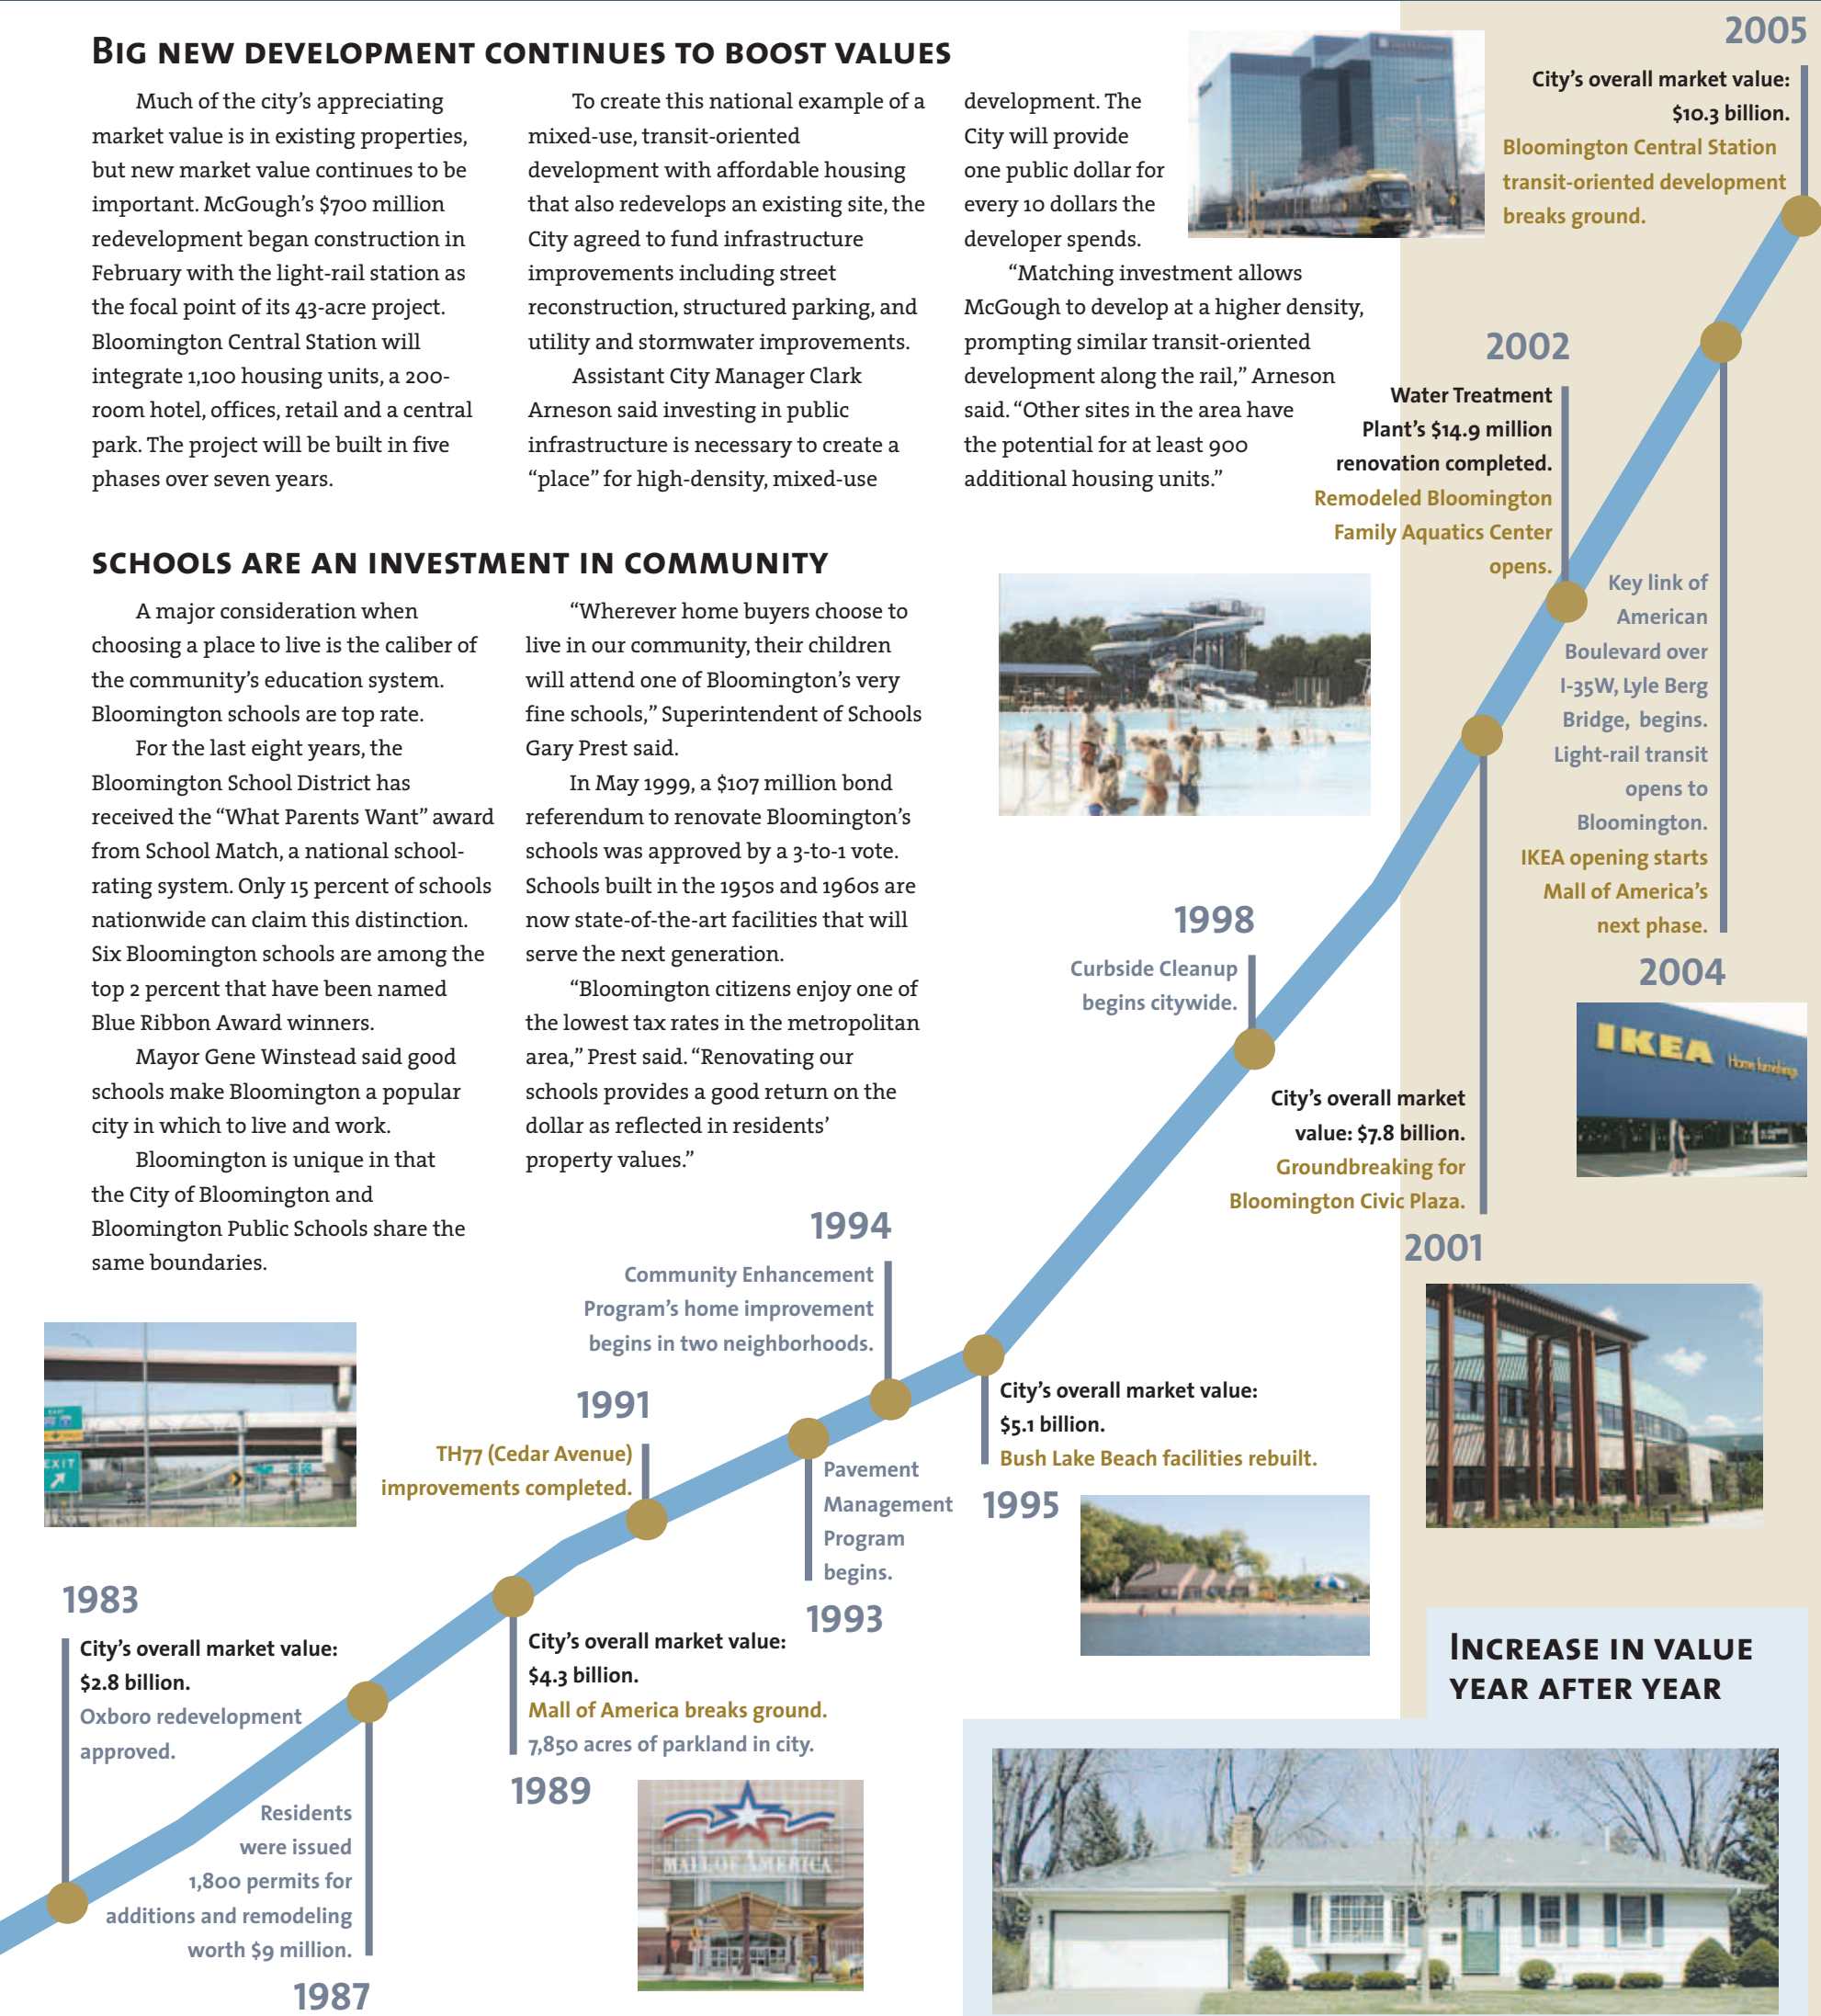 BIG NEW DEVELOPMENT CONTINUES TO BOOST VALUES
Much of the city's appreciating
market value is in existing properties,
but new market value continues to be
important. McGough's $700 million
redevelopment began construction in
February with the light-rail station as
the focal point of its 43-acre project.
Bloomington Central Station will
integrate 1,100 housing units, a 200-
room hotel, offices, retail and a central
park. The project will be built in five
phases over seven years.
To create this national example of a
mixed-use, transit-oriented
development with affordable housing
that also redevelops an existing site, the
City agreed to fund infrastructure
improvements including street
reconstruction, structured parking, and
utility and stormwater improvements.
Assistant City Manager Clark
Arneson said investing in public
infrastructure is necessary to create a
“place” for high-density, mixed-use
development. The
City will provide
one public dollar for
every 10 dollars the
developer spends.
“Matching investment allows
McGough to develop at a higher density,
prompting similar transit-oriented
development along the rail,” Arneson
said. “Other sites in the area have
the potential for at least 900
additional housing units.”
SCHOOLS ARE AN INVESTMENT IN COMMUNITY
A major consideration when
choosing a place to live is the caliber of
the community's education system.
Bloomington schools are top rate.
For the last eight years, the
Bloomington School District has
received the “What Parents Want” award
from School Match, a national school-
rating system. Only 15 percent of schools
nationwide can claim this distinction.
Six Bloomington schools are among the
top 2 percent that have been named
Blue Ribbon Award winners.
Mayor Gene Winstead said good
schools make Bloomington a popular
city in which to live and work.
Bloomington is unique in that
the City of Bloomington and
Bloomington Public Schools share the
same boundaries.
“Wherever home buyers choose to
live in our community, their children
will attend one of Bloomington's very
fine schools,” Superintendent of Schools
Gary Prest said.
In May 1999, a $107 million bond
referendum to renovate Bloomington's
schools was approved by a 3-to-1 vote.
Schools built in the 1950s and 1960s are
now state-of-the-art facilities that will
serve the next generation.
“Bloomington citizens enjoy one of
the lowest tax rates in the metropolitan
area,” Prest said. “Renovating our
schools provides a good return on the
dollar as reflected in residents'
property values.”
1983
City's overall market value:
$2.8 billion.
Oxboro redevelopment
approved.
Residents
were issued
1,800 permits for
additions and remodeling
worth $9 million.
1987
City's overall market value:
$4.3 billion.
Mall of America breaks ground.
7,850 acres of parkland in city.
1989
MALL OF AMERICA
1991
TH77 (Cedar Avenue)
improvements completed.
EXIT
Pavement
Management
Program
begins.
1993
1994
Community Enhancement
Program's home improvement
begins in two neighborhoods.
City's overall market value:
$5.1 billion.
Bush Lake Beach facilities rebuilt.
1995
1998
Curbside Cleanup
begins citywide.
City's overall market
value: $7.8 billion.
Groundbreaking for
Bloomington Civic Plaza.
2001
2002
Water Treatment
Plant's $14.9 million
renovation completed.
Remodeled Bloomington
Family Aquatics Center
opens.
Key link of
American
Boulevard over
I-35W, Lyle Berg
Bridge, begins.
Light-rail transit
opens to
Bloomington.
IKEA opening starts
Mall of America's
next phase.
2004
IKEA Home furnishings
2005
City's overall market value:
$10.3 billion.
Bloomington Central Station
transit-oriented development
breaks ground.
INCREASE IN VALUE
YEAR AFTER YEAR